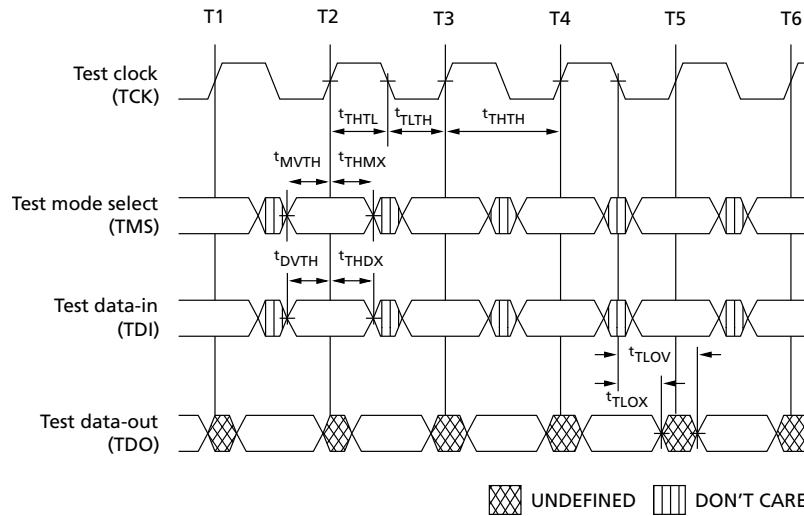 T1 T2 T3 T4 T5 T6
Test clock
(TCK)
tTHTL tTLTH tTHTH
tMVTH tTHMX
Test mode select
(TMS)
tDVTH tTHDX
Test data-in
(TDI)
tTLOV
tTLOX
Test data-out
(TDO)
UNDEFINED DON'T CARE